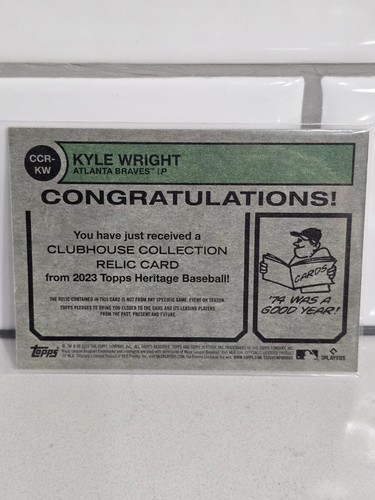 CCR-
KW
KYLE WRIGHT
ATLANTA BRAVES™ | P
CONGRATULATIONS!
You have just received a
CLUBHOUSE COLLECTION
RELIC CARD
from 2023 Topps Heritage Baseball!
THE RELIC CONTAINED IN THIS CARD IS NOT FROM ANY SPECIFIC GAME, EVENT OR SEASON.
TOPPS PLEDGES TO BRING YOU CLOSER TO THE GAME AND ITS LEADING PLAYERS
FROM THE PAST, PRESENT AND FUTURE.
CARDS
'74 WAS A
GOOD YEAR!
Topps
PLAYERS